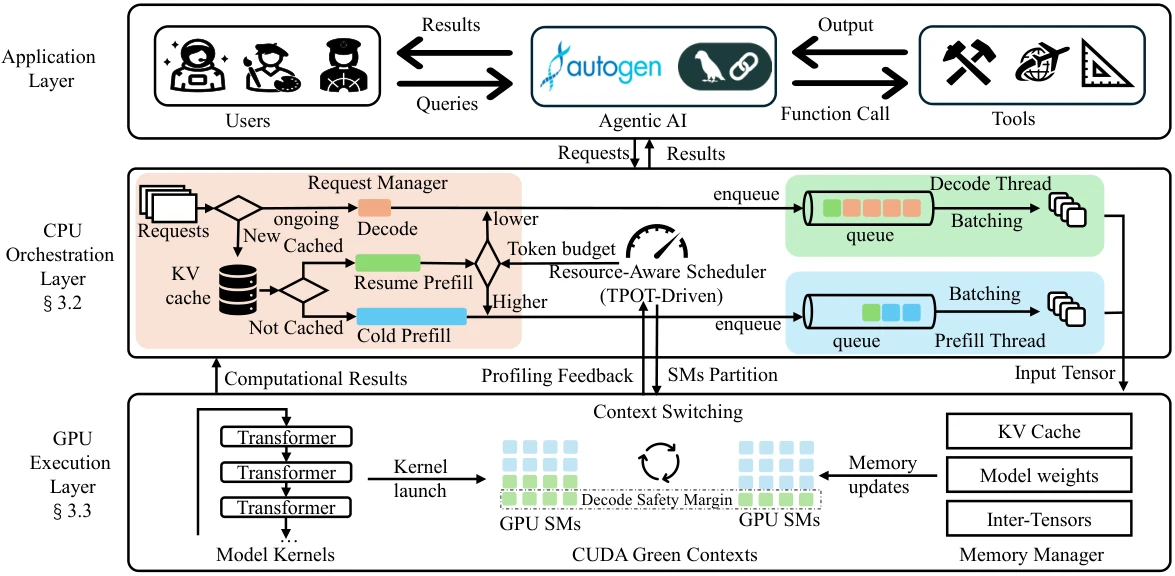 Application
Layer
Results
Queries
Users
autogen
Agentic AI
Output
Function Call
Tools
Requests
Results
CPU
Orchestration
Layer
§ 3.2
Request Manager
Requests
ongoing
New
Decode
Cached
KV
cache
Resume Prefill
Not Cached
Cold Prefill
lower
Token budget
Higher
Resource-Aware Scheduler
(TPOT-Driven)
enqueue
enqueue
Decode Thread
Batching
queue
Batching
queue
Prefill Thread
Computational Results
Profiling Feedback
SMs Partition
Input Tensor
GPU
Execution
Layer
§ 3.3
Transformer
Transformer
Transformer
...
Model Kernels
Kernel
launch
Context Switching
Decode Safety Margin
GPU SMs
GPU SMs
CUDA Green Contexts
Memory
updates
KV Cache
Model weights
Inter-Tensors
Memory Manager